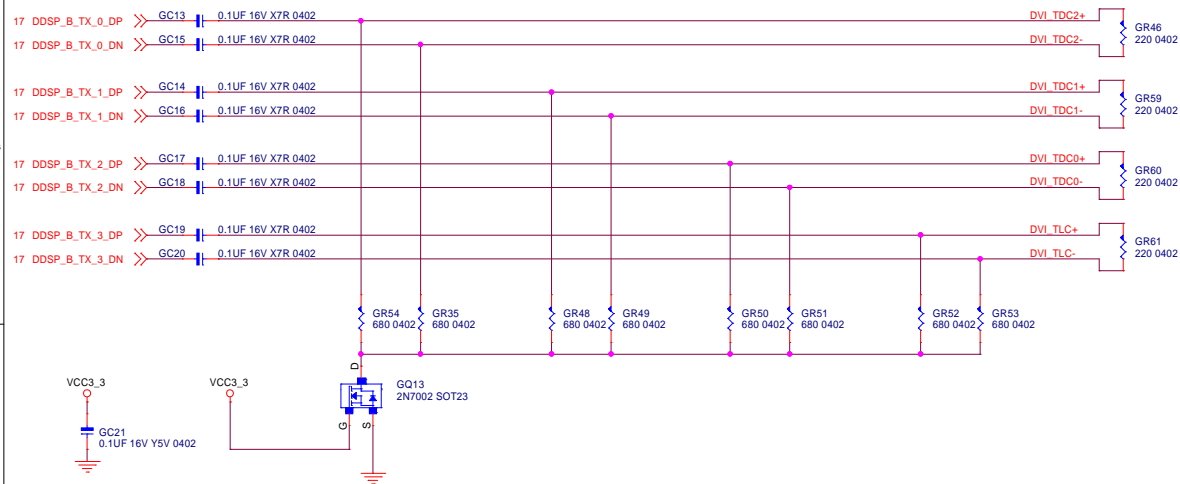 17 DDSP_B_TX_0_DP GC13 0.1UF 16V X7R 0402 DVI_TDC2+
GR46
220 0402
17 DDSP_B_TX_0_DN GC15 0.1UF 16V X7R 0402 DVI_TDC2-
17 DDSP_B_TX_1_DP GC14 0.1UF 16V X7R 0402 DVI_TDC1+
GR59
220 0402
17 DDSP_B_TX_1_DN GC16 0.1UF 16V X7R 0402 DVI_TDC1-
17 DDSP_B_TX_2_DP GC17 0.1UF 16V X7R 0402 DVI_TDC0+
GR60
220 0402
17 DDSP_B_TX_2_DN GC18 0.1UF 16V X7R 0402 DVI_TDC0-
17 DDSP_B_TX_3_DP GC19 0.1UF 16V X7R 0402 DVI_TLC+
GR61
220 0402
17 DDSP_B_TX_3_DN GC20 0.1UF 16V X7R 0402 DVI_TLC-
GR54 GR35 GR48 GR49 GR50 GR51 GR52 GR53
680 0402 680 0402 680 0402 680 0402 680 0402 680 0402 680 0402 680 0402
D
VCC3_3 VCC3_3
GQ13
2N7002 SOT23
G S
GC21
0.1UF 16V Y5V 0402